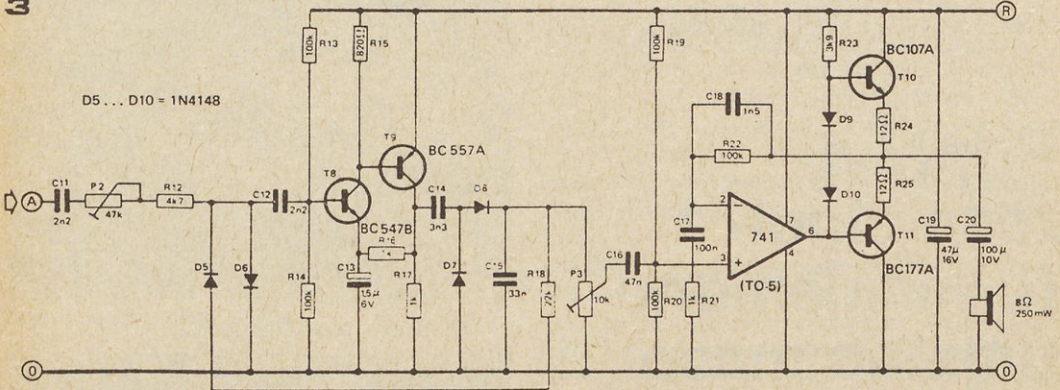 3
R
R13
100k
R15
820Ω
R19
100k
R23
3k9
BC107A
T10
D5...D10 = 1N4148
C18
1n5
D9
R24
12Ω
T9
BC557A
R22
100k
T8
C11
2n2
P2
47k
R12
4k7
C12
2n2
C14
3n3
D8
D10
R25
12Ω
A
BC547B
R16
1k
C17
100n
2
−
741
7
6
3
+
4
(TO-5)
T11
BC177A
C19
47µ
16V
C20
100µ
10V
D5
D6
R14
100k
C13
1,5µ
6V
R17
1k
D7
C15
33n
R18
22k
P3
10k
C16
47n
R20
100k
R21
1k
8Ω
250mW
0
0